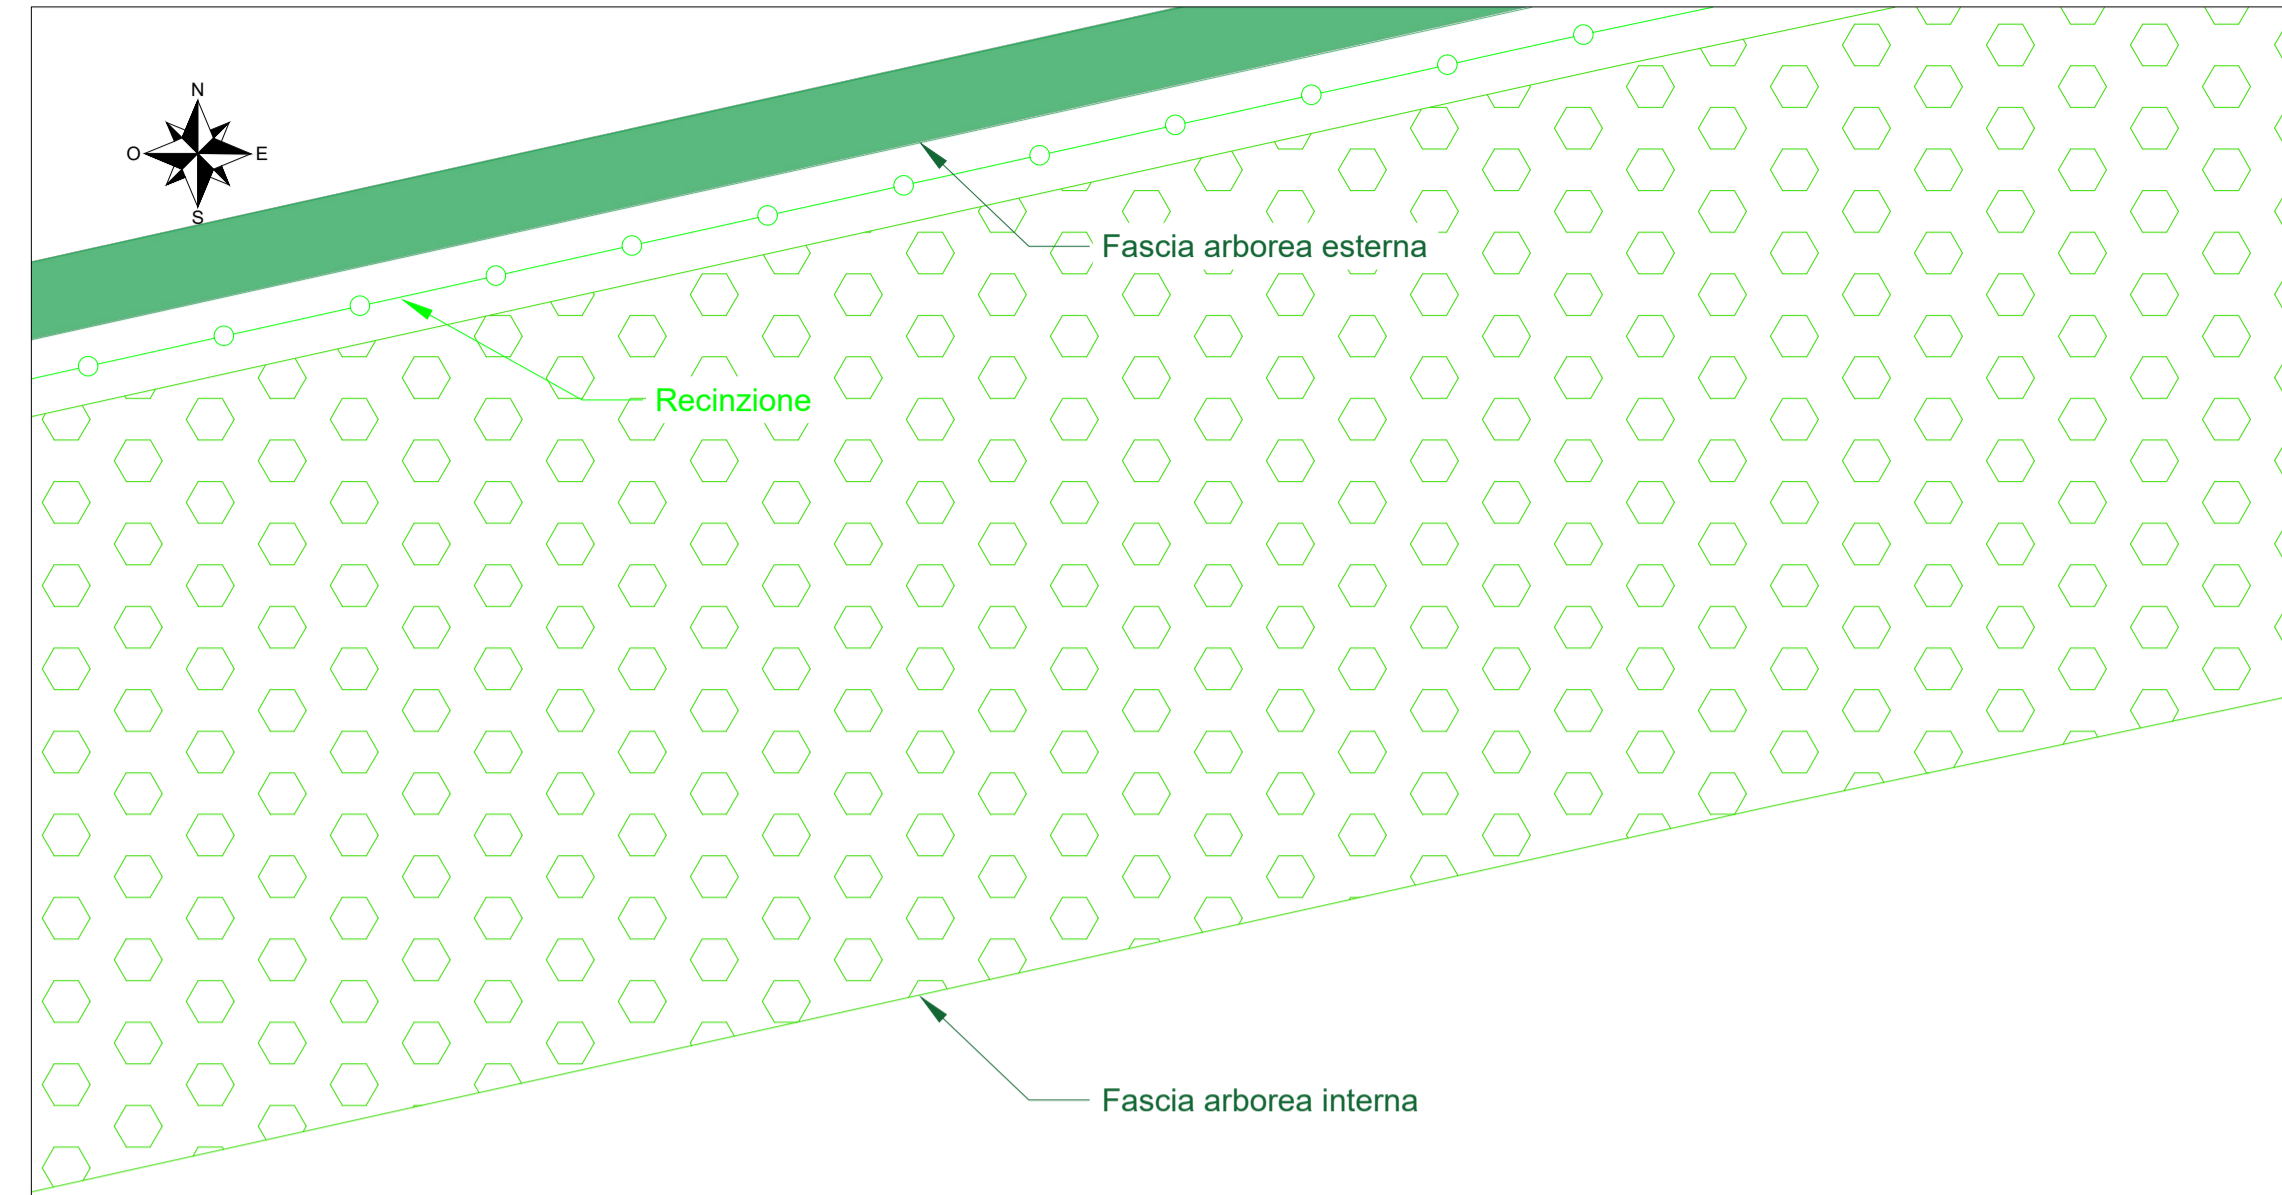 N
O
E
S
Fascia arborea esterna
Recinzione
Fascia arborea interna